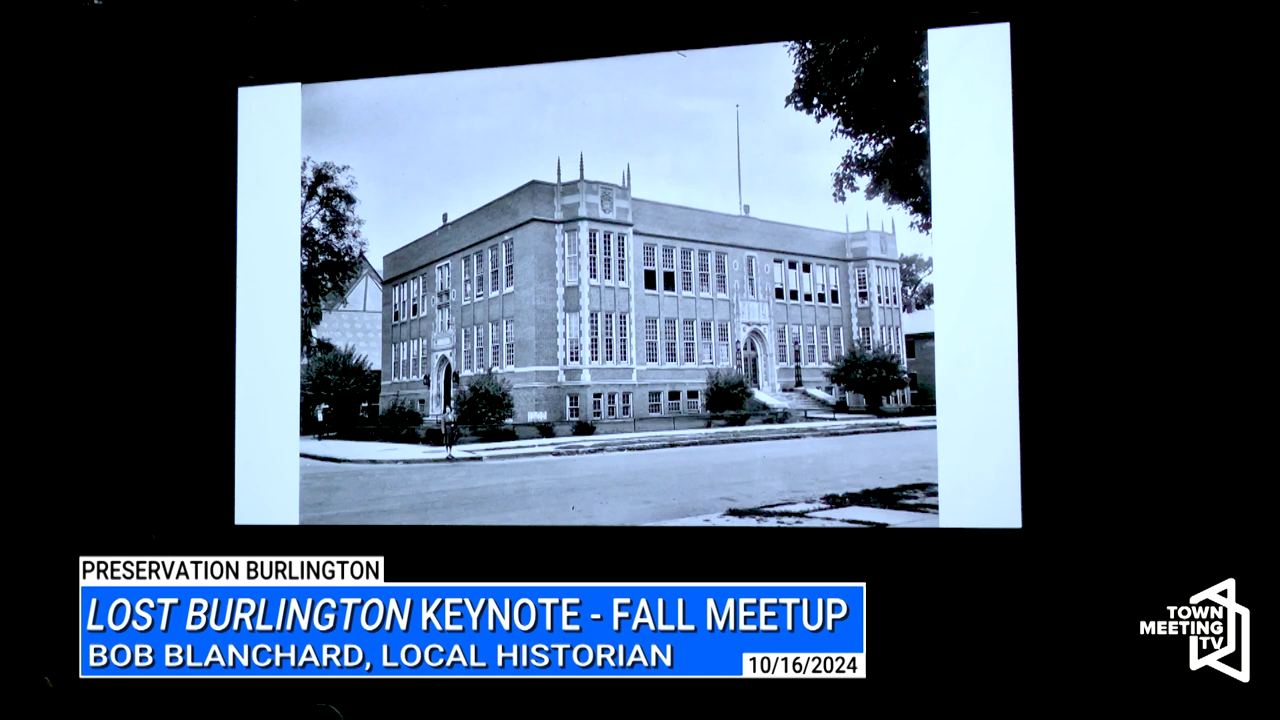 PRESERVATION BURLINGTON
LOST BURLINGTON KEYNOTE - FALL MEETUP
BOB BLANCHARD, LOCAL HISTORIAN
10/16/2024
TOWN
MEETING
TV